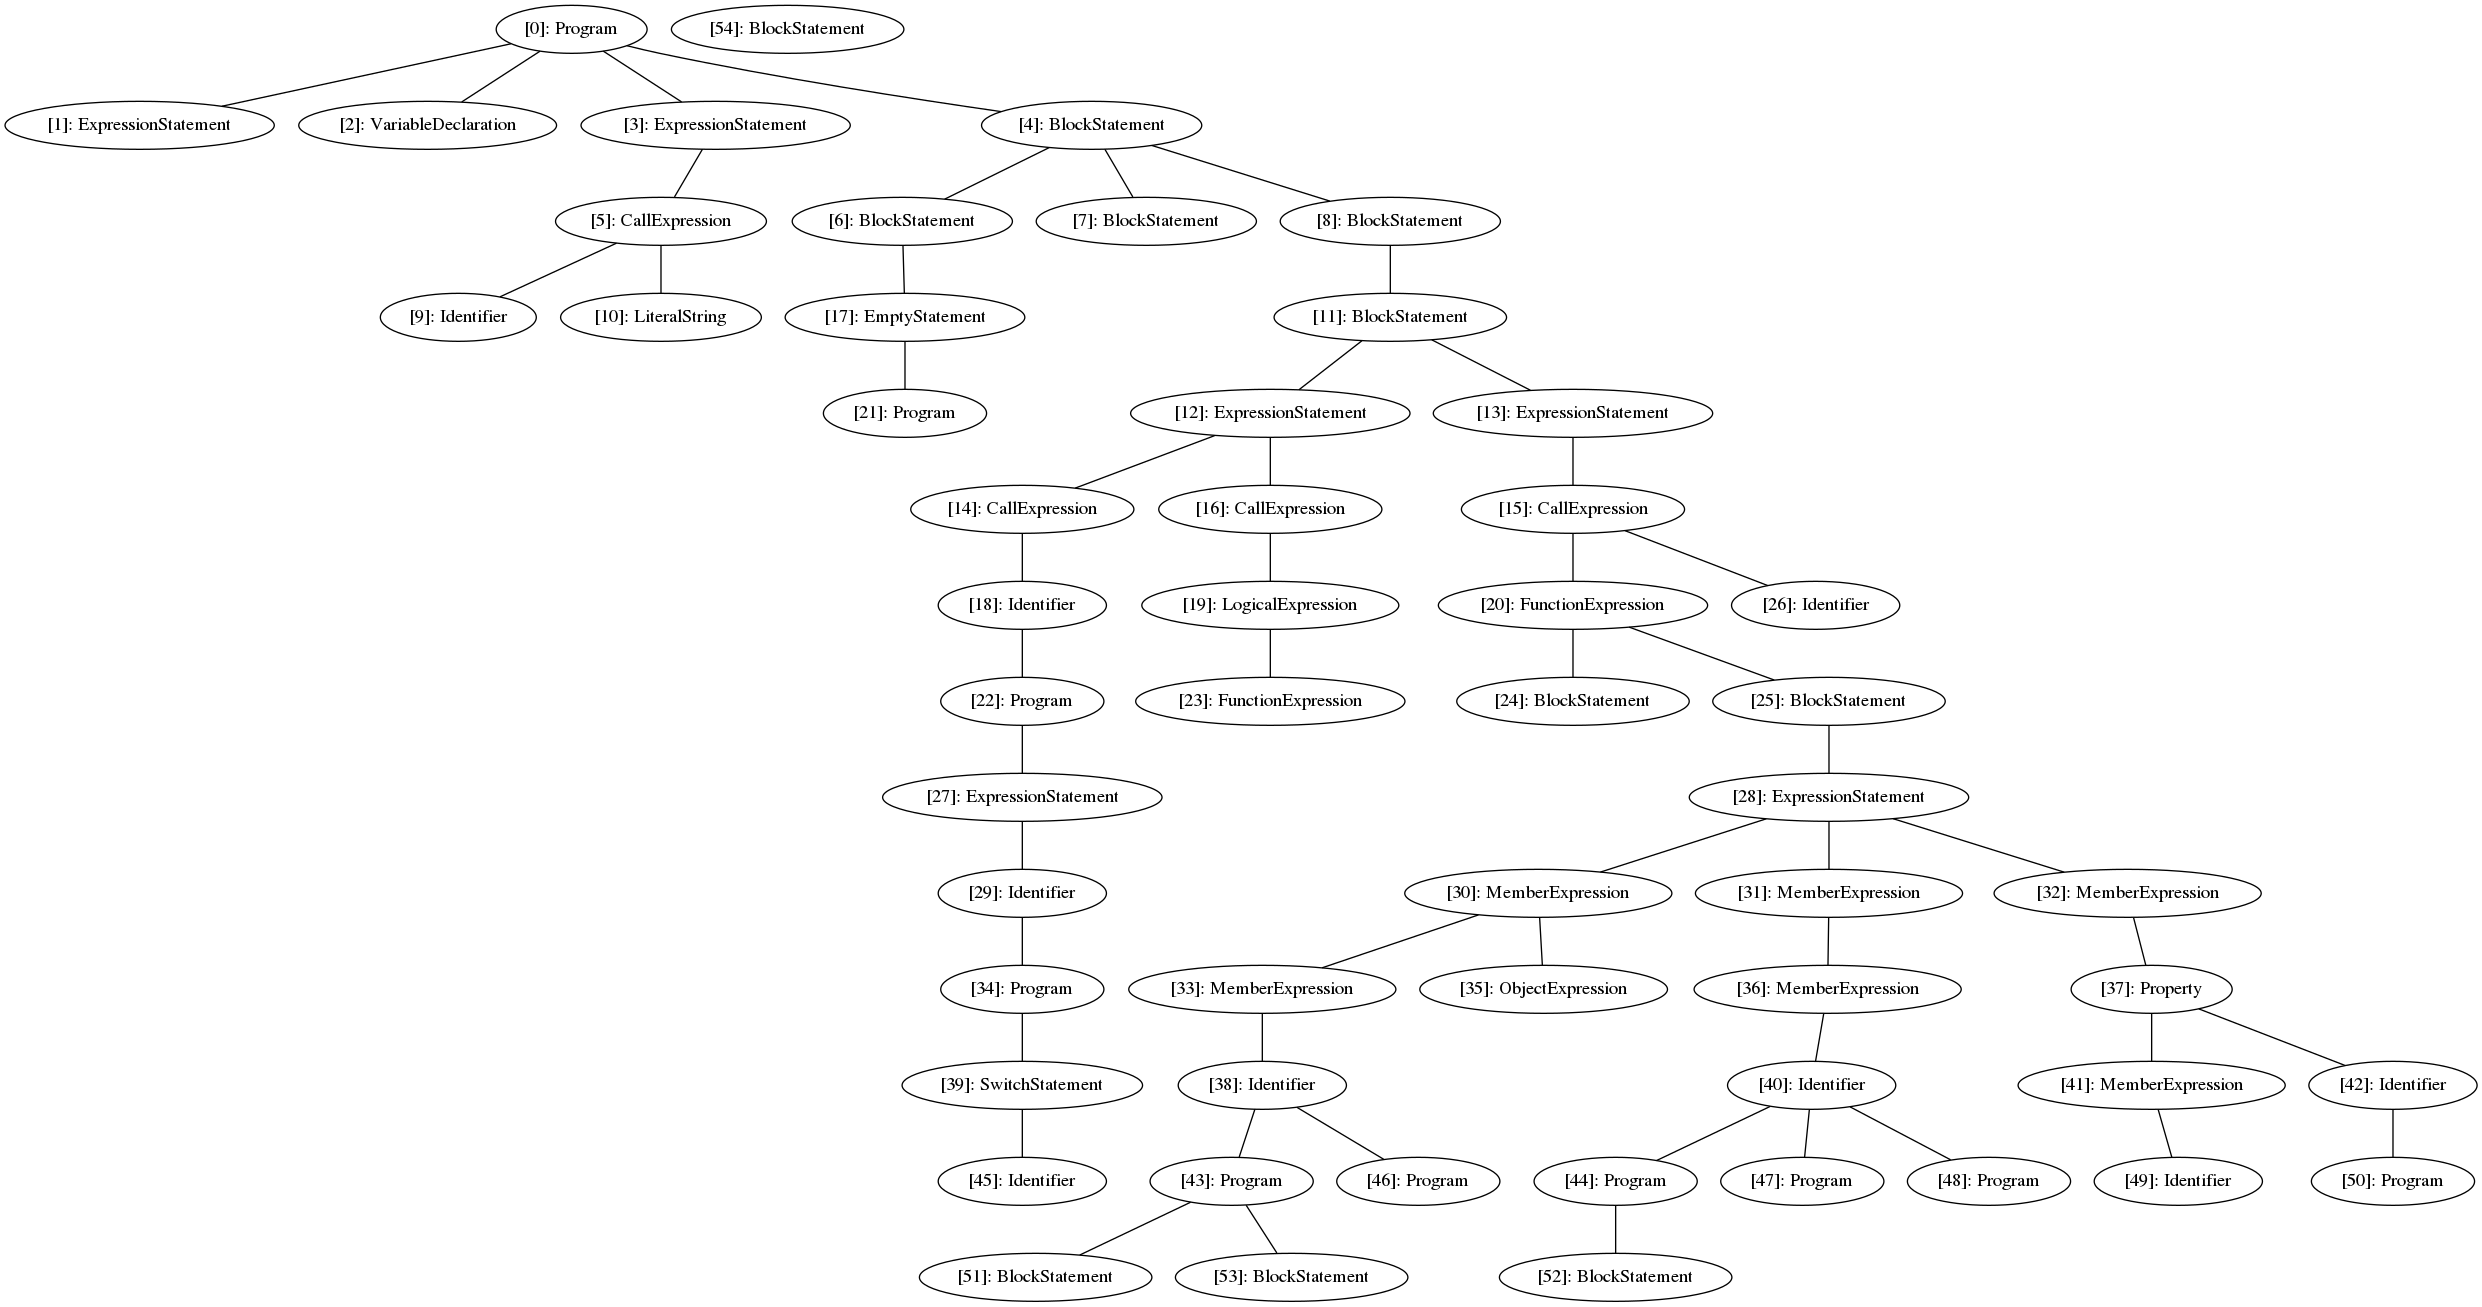 [0]: Program
[54]: BlockStatement
[1]: ExpressionStatement
[2]: VariableDeclaration
[3]: ExpressionStatement
[4]: BlockStatement
[5]: CallExpression
[6]: BlockStatement
[7]: BlockStatement
[8]: BlockStatement
[9]: Identifier
[10]: LiteralString
[17]: EmptyStatement
[11]: BlockStatement
[21]: Program
[12]: ExpressionStatement
[13]: ExpressionStatement
[14]: CallExpression
[16]: CallExpression
[15]: CallExpression
[18]: Identifier
[19]: LogicalExpression
[20]: FunctionExpression
[26]: Identifier
[22]: Program
[23]: FunctionExpression
[24]: BlockStatement
[25]: BlockStatement
[27]: ExpressionStatement
[28]: ExpressionStatement
[29]: Identifier
[30]: MemberExpression
[31]: MemberExpression
[32]: MemberExpression
[34]: Program
[33]: MemberExpression
[35]: ObjectExpression
[36]: MemberExpression
[37]: Property
[39]: SwitchStatement
[38]: Identifier
[40]: Identifier
[41]: MemberExpression
[42]: Identifier
[45]: Identifier
[43]: Program
[46]: Program
[44]: Program
[47]: Program
[48]: Program
[49]: Identifier
[50]: Program
[51]: BlockStatement
[53]: BlockStatement
[52]: BlockStatement